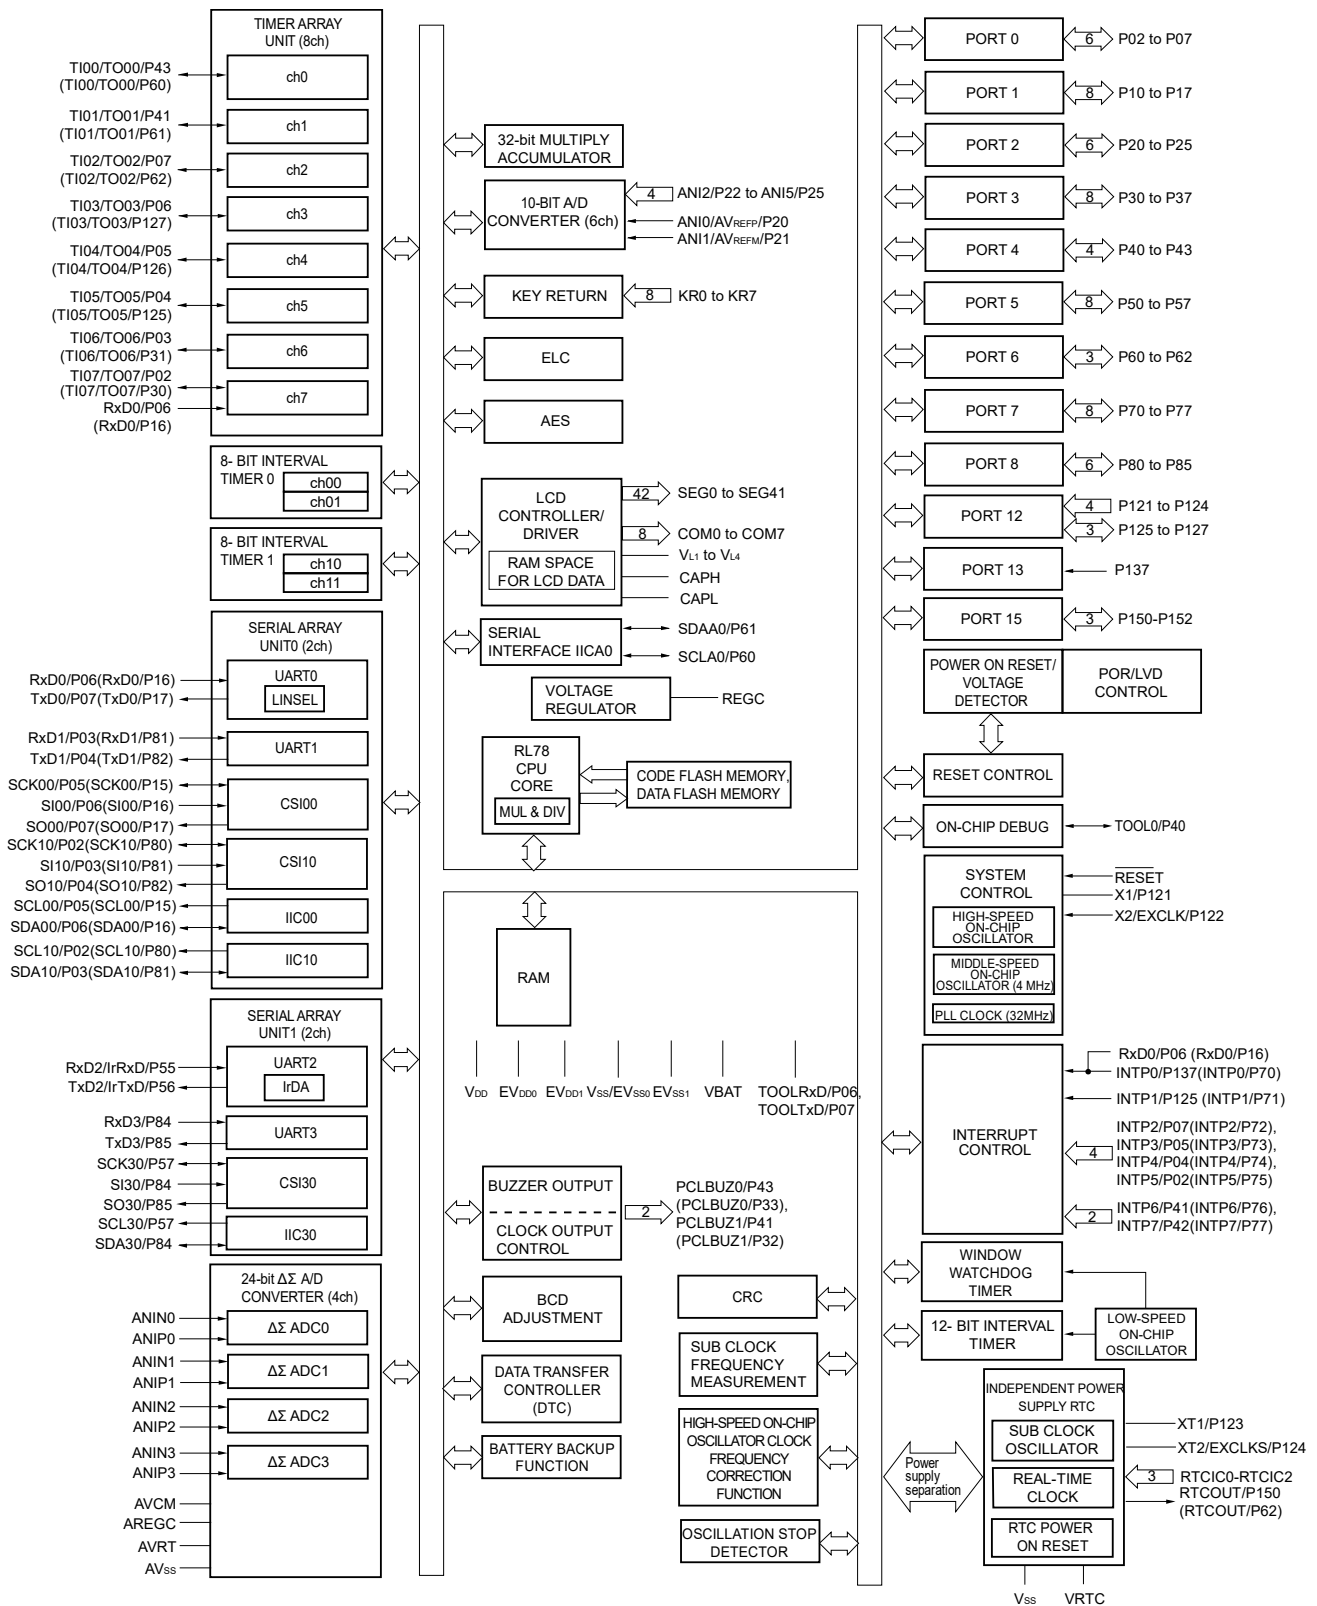 TIMER ARRAY
UNIT (8ch)
TI00/TO00/P43
(TI00/TO00/P60)
ch0
TI01/TO01/P41
(TI01/TO01/P61)
ch1
TI02/TO02/P07
(TI02/TO02/P62)
ch2
TI03/TO03/P06
(TI03/TO03/P127)
ch3
TI04/TO04/P05
(TI04/TO04/P126)
ch4
TI05/TO05/P04
(TI05/TO05/P125)
ch5
TI06/TO06/P03
(TI06/TO06/P31)
ch6
TI07/TO07/P02
(TI07/TO07/P30)
RxD0/P06
(RxD0/P16)
ch7
8- BIT INTERVAL
TIMER 0
ch00
ch01
8- BIT INTERVAL
TIMER 1
ch10
ch11
SERIAL ARRAY
UNIT0 (2ch)
RxD0/P06(RxD0/P16)
TxD0/P07(TxD0/P17)
UART0
LINSEL
RxD1/P03(RxD1/P81)
TxD1/P04(TxD1/P82)
UART1
SCK00/P05(SCK00/P15)
SI00/P06(SI00/P16)
SO00/P07(SO00/P17)
CSI00
SCK10/P02(SCK10/P80)
SI10/P03(SI10/P81)
SO10/P04(SO10/P82)
CSI10
SCL00/P05(SCL00/P15)
SDA00/P06(SDA00/P16)
IIC00
SCL10/P02(SCL10/P80)
SDA10/P03(SDA10/P81)
IIC10
SERIAL ARRAY
UNIT1 (2ch)
RxD2/IrRxD/P55
TxD2/IrTxD/P56
UART2
IrDA
RxD3/P84
TxD3/P85
UART3
SCK30/P57
SI30/P84
SO30/P85
CSI30
SCL30/P57
SDA30/P84
IIC30
24-bit ΔΣ A/D
CONVERTER (4ch)
ANIN0
ANIP0
ΔΣ ADC0
ANIN1
ANIP1
ΔΣ ADC1
ANIN2
ANIP2
ΔΣ ADC2
ANIN3
ANIP3
ΔΣ ADC3
AVCM
AREGC
AVRT
AVSS
32-bit MULTIPLY
ACCUMULATOR
10-BIT A/D
CONVERTER (6ch)
4
ANI2/P22 to ANI5/P25
ANI0/AVREFP/P20
ANI1/AVREFM/P21
KEY RETURN
8
KR0 to KR7
ELC
AES
LCD
CONTROLLER/
DRIVER
RAM SPACE
FOR LCD DATA
42
SEG0 to SEG41
8
COM0 to COM7
VL1 to VL4
CAPH
CAPL
SERIAL
INTERFACE IICA0
SDAA0/P61
SCLA0/P60
VOLTAGE
REGULATOR
REGC
RL78
CPU
CORE
MUL & DIV
CODE FLASH MEMORY,
DATA FLASH MEMORY
RAM
VDD
EVDD0
EVDD1
VSS/EVSS0
EVSS1
VBAT
TOOLRxD/P06,
TOOLTxD/P07
BUZZER OUTPUT
CLOCK OUTPUT
CONTROL
2
PCLBUZ0/P43
(PCLBUZ0/P33),
PCLBUZ1/P41
(PCLBUZ1/P32)
BCD
ADJUSTMENT
DATA TRANSFER
CONTROLLER
(DTC)
BATTERY BACKUP
FUNCTION
CRC
SUB CLOCK
FREQUENCY
MEASUREMENT
HIGH-SPEED ON-CHIP
OSCILLATOR CLOCK
FREQUENCY
CORRECTION
FUNCTION
OSCILLATION STOP
DETECTOR
PORT 0
6
P02 to P07
PORT 1
8
P10 to P17
PORT 2
6
P20 to P25
PORT 3
8
P30 to P37
PORT 4
4
P40 to P43
PORT 5
8
P50 to P57
PORT 6
3
P60 to P62
PORT 7
8
P70 to P77
PORT 8
6
P80 to P85
PORT 12
4
P121 to P124
3
P125 to P127
PORT 13
P137
PORT 15
3
P150-P152
POWER ON RESET/
VOLTAGE
DETECTOR
POR/LVD
CONTROL
RESET CONTROL
ON-CHIP DEBUG
TOOL0/P40
SYSTEM
CONTROL
HIGH-SPEED
ON-CHIP
OSCILLATOR
MIDDLE-SPEED
ON-CHIP
OSCILLATOR (4 MHz)
PLL CLOCK (32MHz)
RESET
X1/P121
X2/EXCLK/P122
INTERRUPT
CONTROL
RxD0/P06 (RxD0/P16)
INTP0/P137(INTP0/P70)
INTP1/P125 (INTP1/P71)
4
INTP2/P07(INTP2/P72),
INTP3/P05(INTP3/P73),
INTP4/P04(INTP4/P74),
INTP5/P02(INTP5/P75)
2
INTP6/P41(INTP6/P76),
INTP7/P42(INTP7/P77)
WINDOW
WATCHDOG
TIMER
12- BIT INTERVAL
TIMER
LOW-SPEED
ON-CHIP
OSCILLATOR
Power
supply
separation
INDEPENDENT POWER
SUPPLY RTC
SUB CLOCK
OSCILLATOR
REAL-TIME
CLOCK
RTC POWER
ON RESET
XT1/P123
XT2/EXCLKS/P124
3
RTCIC0-RTCIC2
RTCOUT/P150
(RTCOUT/P62)
VSS
VRTC